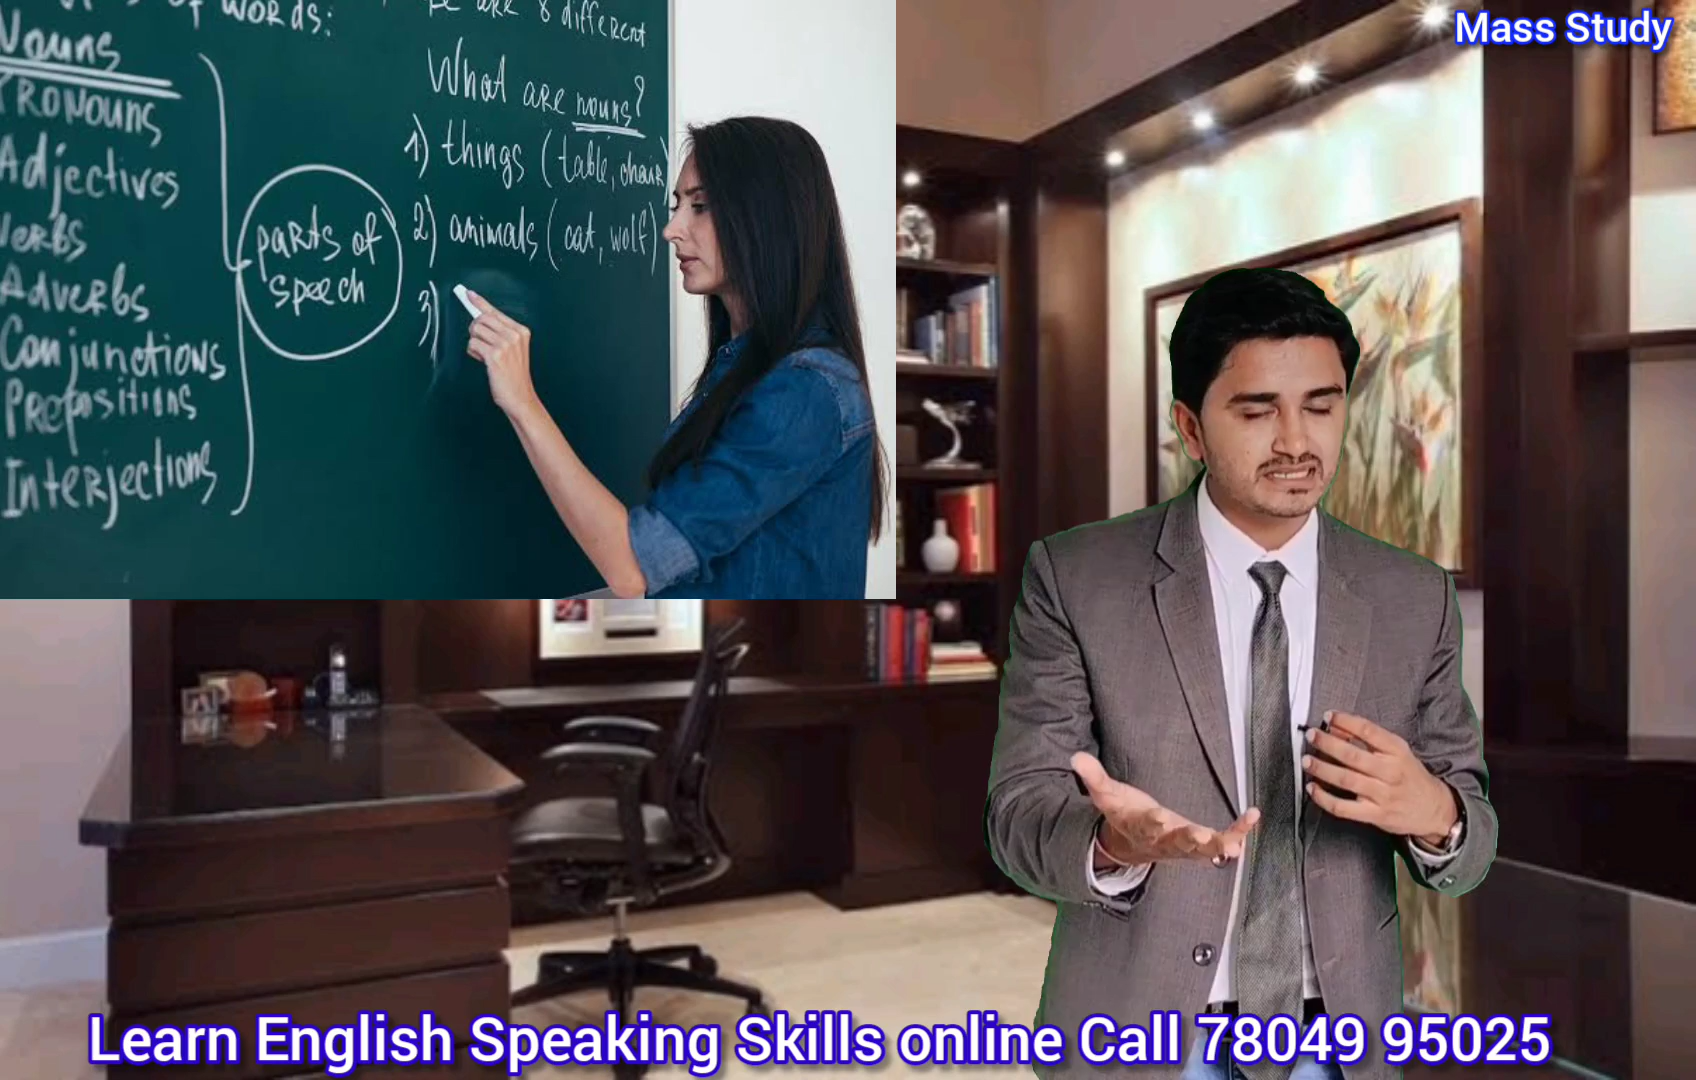 Mass Study
words:
are 8 different
Nouns
PRONOUNS
Adjectives
Verbs
Adverbs
Conjunctions
Prepositions
Interjections
parts of
speech
What are nouns?
1) things (table, chair)
2) animals (cat, wolf)
3)
Learn English Speaking Skills online Call 78049 95025